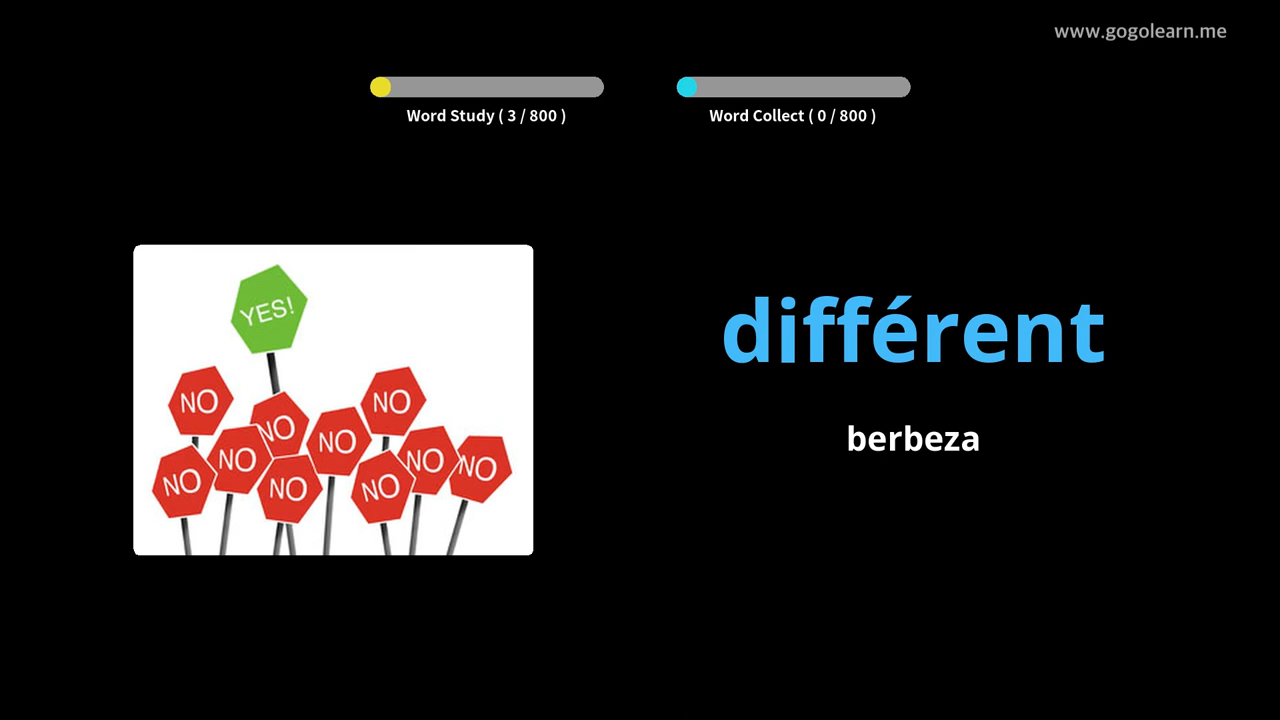 www.gogolearn.me
Word Study ( 3 / 800 )
Word Collect ( 0 / 800 )
YES!
NO
NO
NO
NO
NO
NO
NO
NO
NO
NO
différent
berbeza